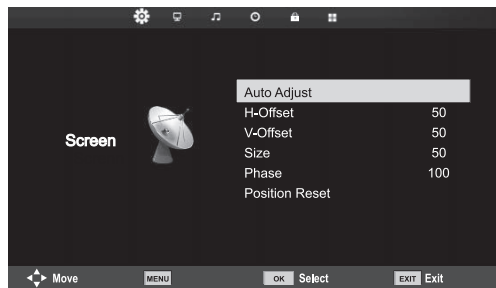 Auto Adjust
H-Offset 50
V-Offset 50
Screen
Size 50
Phase 100
Position Reset
Move MENU OK Select EXIT Exit